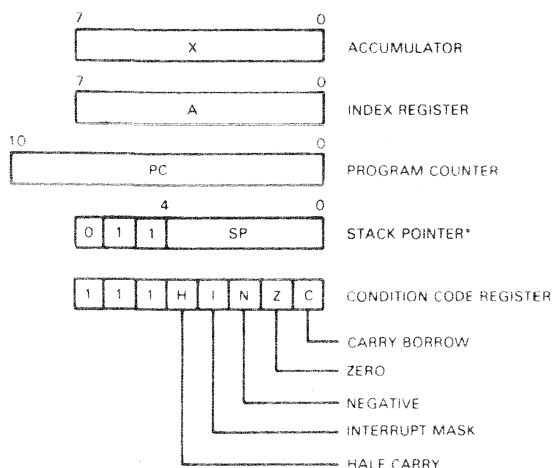 7 0
X ACCUMULATOR
7 0
A INDEX REGISTER
10 0
PC PROGRAM COUNTER
4 0
0 1 1 SP STACK POINTER*
1 1 1 H I N Z C CONDITION CODE REGISTER
CARRY BORROW
ZERO
NEGATIVE
INTERRUPT MASK
HALF CARRY